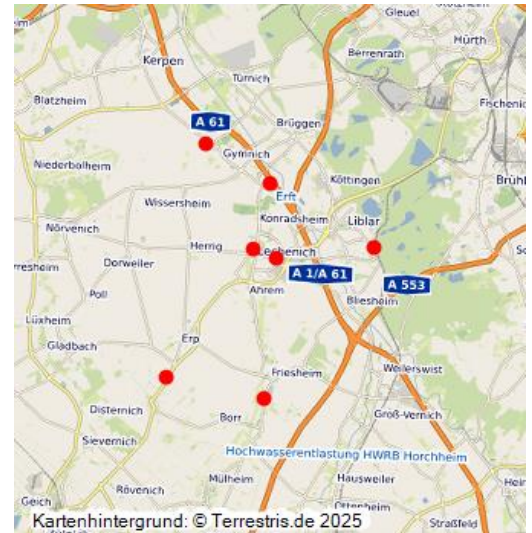 Gleuel
Hürth
Kerpen
Berrenrath
Türnich
Blatzheim
Fischenic
A 61
Brüggen
Gymnich
Niederbolheim
Köttingen
Brühl
Erft
Wissersheim
Konradsheim
Liblar
Nörvenich
Herrig
Lechenich
Dorweiler
A 1/A 61
A 553
Ahrem
Poll
Bliesheim
Lüxheim
Erp
Gladbach
Friesheim
Weilerswist
Disternich
Borr
Groß-Vernich
Sievernich
Hochwasserentlastung HWRB Horchheim
Mülheim
Hausweiler
Rövenich
Geich
Ottenheim
Straßfeld
Kartenhintergrund: © Terrestris.de 2025